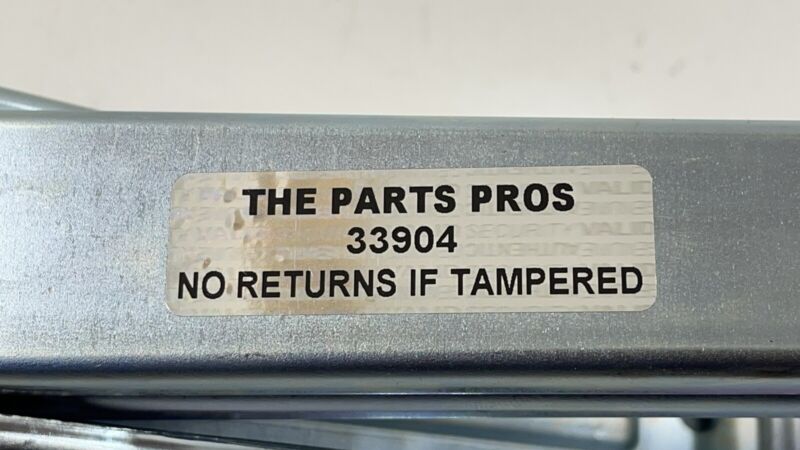 THE PARTS PROS
33904
NO RETURNS IF TAMPERED